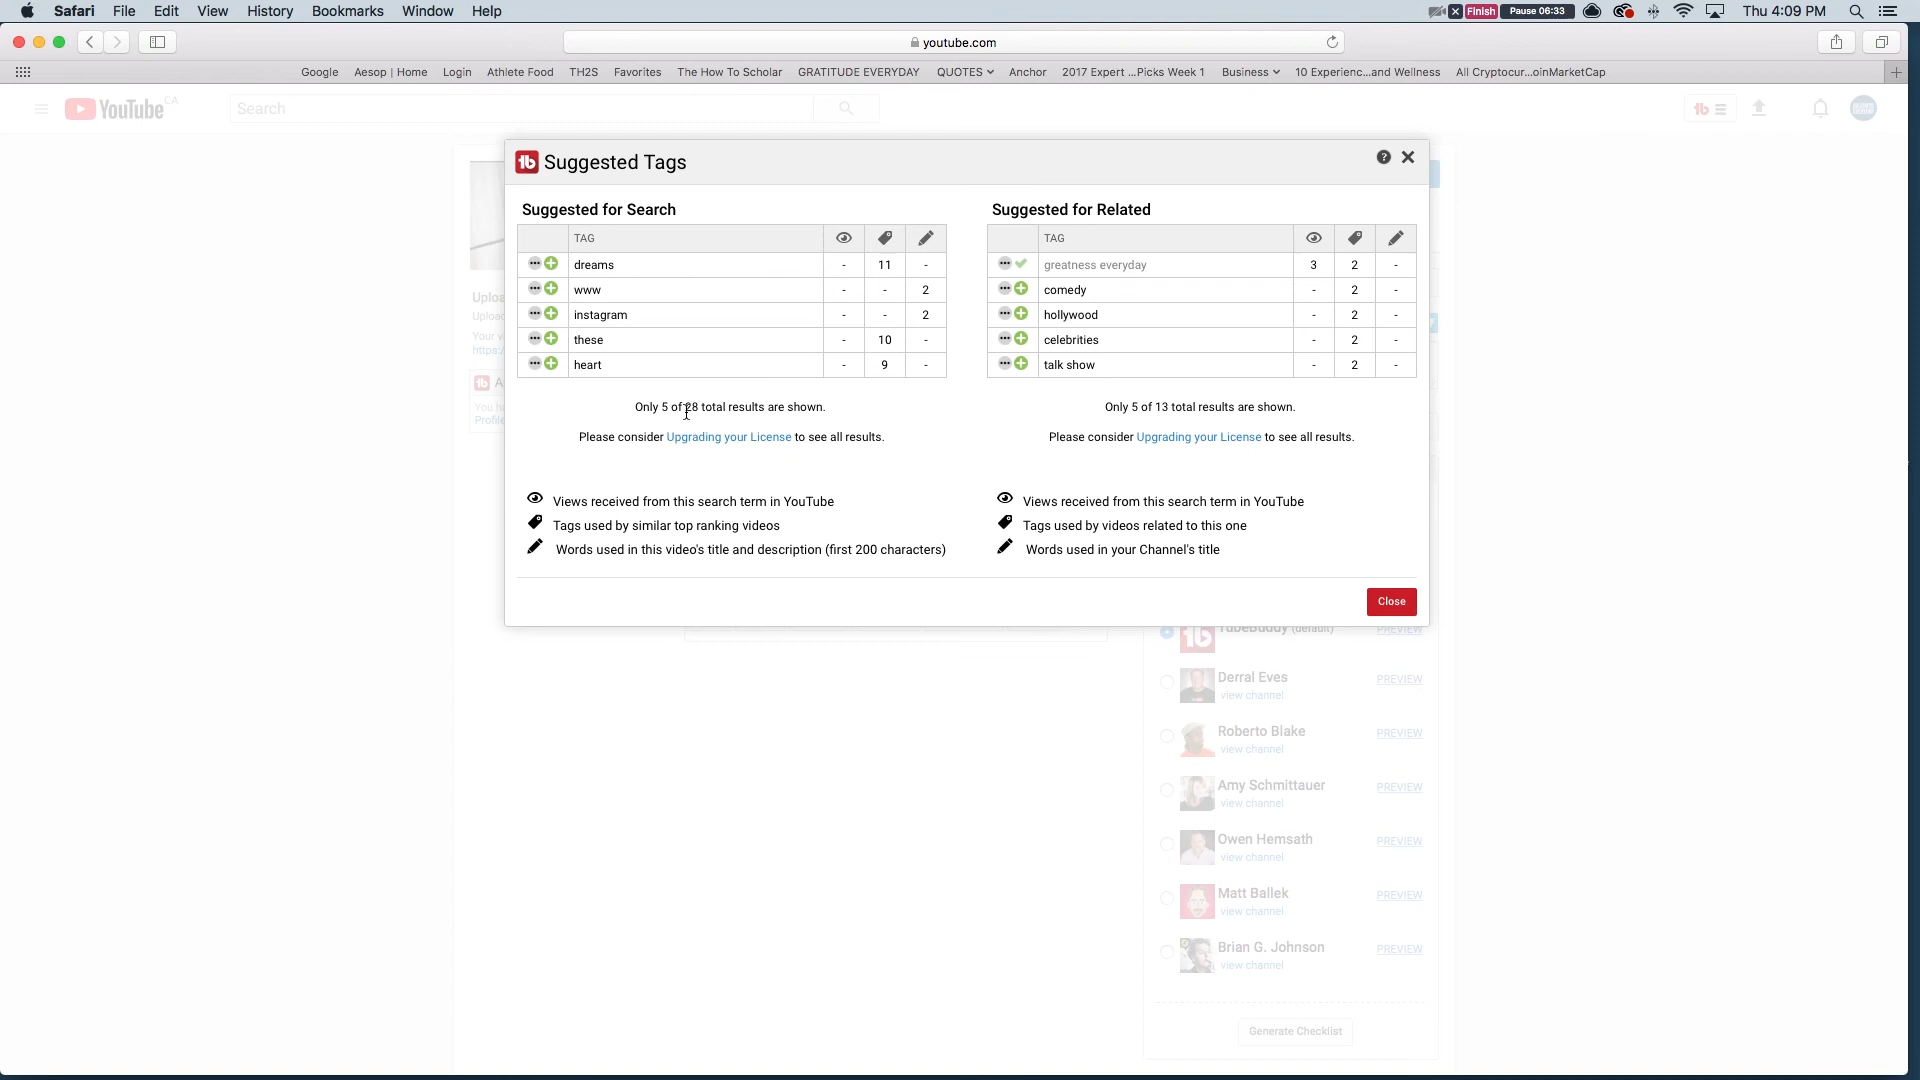 Safari File Edit View History Bookmarks Window Help Finish Pause 06:33 Thu 4:09 PM
youtube.com
Google Aesop | Home Login Athlete Food TH2S Favorites The How To Scholar GRATITUDE EVERYDAY QUOTES Anchor 2017 Expert ...Picks Week 1 Business 10 Experienc...and Wellness All Cryptocur...oinMarketCap
YouTube CA Search tb
tb Suggested Tags
Suggested for Search
TAG
dreams - 11 -
www - - 2
instagram - - 2
these - 10 -
heart - 9 -
Only 5 of 28 total results are shown.
Please consider Upgrading your License to see all results.
Views received from this search term in YouTube
Tags used by similar top ranking videos
Words used in this video's title and description (first 200 characters)
Suggested for Related
TAG
greatness everyday 3 2 -
comedy - 2 -
hollywood - 2 -
celebrities - 2 -
talk show - 2 -
Only 5 of 13 total results are shown.
Please consider Upgrading your License to see all results.
Views received from this search term in YouTube
Tags used by videos related to this one
Words used in your Channel's title
Close
TubeBuddy (default) PREVIEW
Derral Eves PREVIEW
view channel
Roberto Blake PREVIEW
view channel
Amy Schmittauer PREVIEW
view channel
Owen Hemsath PREVIEW
view channel
Matt Ballek PREVIEW
view channel
Brian G. Johnson PREVIEW
view channel
Generate Checklist